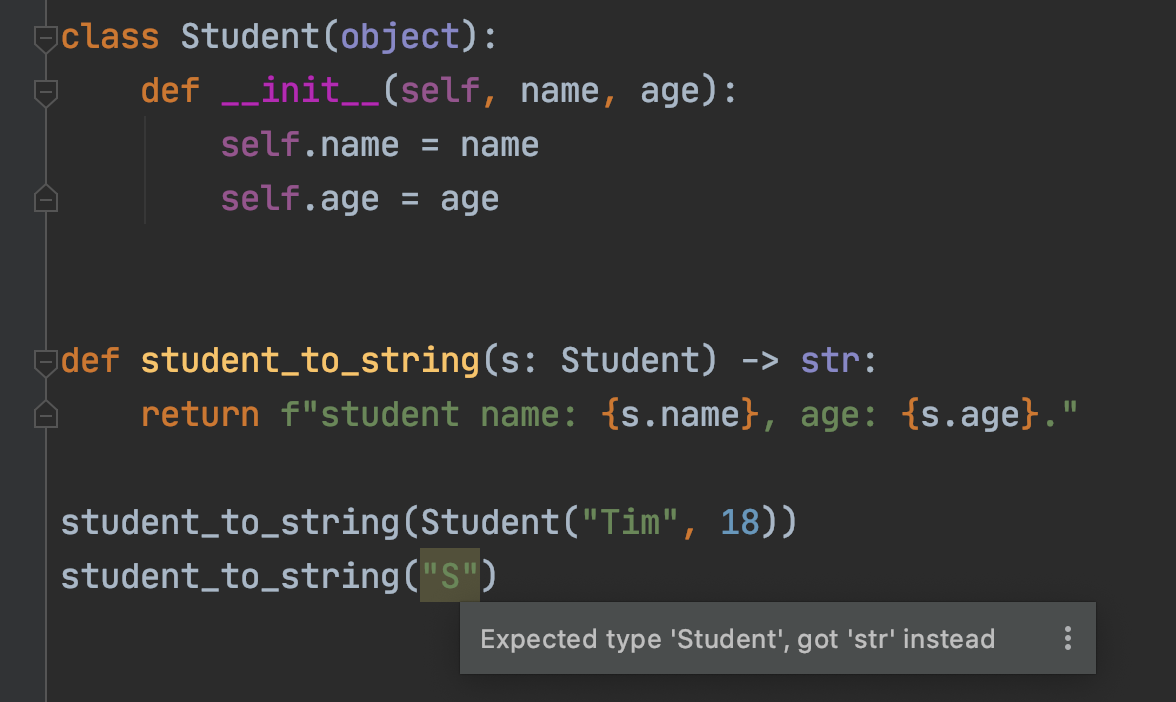 class Student(object):
    def __init__(self, name, age):
        self.name = name
        self.age = age
def student_to_string(s: Student) -> str:
    return f"student name: {s.name}, age: {s.age}."
student_to_string(Student("Tim", 18))
student_to_string("S")
Expected type 'Student', got 'str' instead